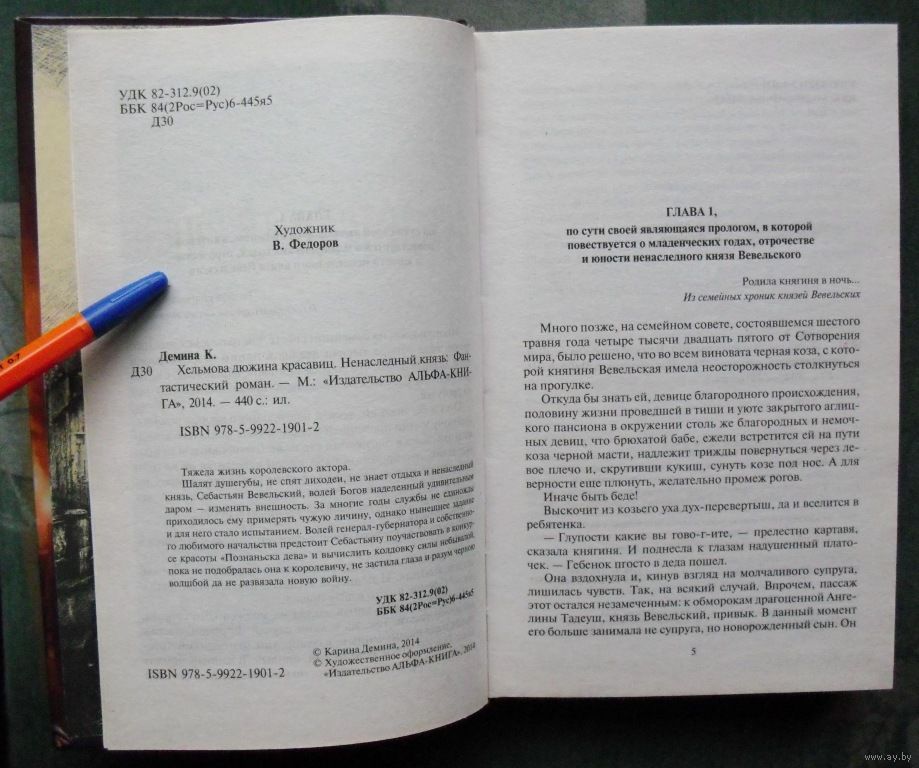 УДК 82-312.9(02)
ББК 84(2Рос=Рус)6-445я5
Д30
Художник
В. Федоров
Демина К.
Д30 Хельмова дюжина красавиц. Ненаследный князь: Фан-
тастический роман. — М.: «Издательство АЛЬФА-КНИ-
ГА», 2014. — 440 с.: ил.
ISBN 978-5-9922-1901-2
Тяжела жизнь королевского актора.
Шалят душегубы, не спят лиходеи, не знает отдыха и ненаследный
князь, Себастьян Вевельский, волей Богов наделенный удивительным
даром — изменять внешность. За многие годы службы не единожды
приходилось ему примерять чужую личину, однако нынешнее задание
и для него стало испытанием. Волей генерал-губернатора и собственно-
го любимого начальства предстоит Себастьяну поучаствовать в конкур-
се красоты «Познаньска дева» и вычислить колдовку силы небывалой,
пока не подобралась она к королевичу, не застила глаза и разум черною
волшбой да не развязала новую войну.
УДК 82-312.9(02)
ББК 84(2Рос=Рус)6-445я5
© Карина Демина, 2014
© Художественное оформление,
«Издательство АЛЬФА-КНИГА», 2014
ISBN 978-5-9922-1901-2
0.7
ГЛАВА 1,
по сути своей являющаяся прологом, в которой
повествуется о младенческих годах, отрочестве
и юности ненаследного князя Вевельского
Родила княгиня в ночь...
Из семейных хроник князей Вевельских
Много позже, на семейном совете, состоявшемся шестого
травня года четыре тысячи двадцать пятого от Сотворения
мира, было решено, что во всем виновата черная коза, с ко-
торой княгиня Вевельская имела неосторожность столкнуться
на прогулке.
Откуда бы знать ей, девице благородного происхождения,
половину жизни проведшей в тиши и уюте закрытого аглиц-
кого пансиона в окружении столь же благородных и немоч-
ных девиц, что брюхатой бабе, ежели встретится ей на пути
коза черной масти, надлежит трижды повернуться через ле-
вое плечо и, скрутивши кукиш, сунуть козе под нос. А для
верности еще плюнуть, желательно промеж рогов.
Иначе быть беде!
Выскочит из козьего уха дух-перевертыш, да и вселится в
ребятенка.
— Глупости какие вы гово-г-ите, — прелестно картавя,
сказала княгиня. И поднесла к глазам надушенный платo-
чек. — Гебенок пгосто в деда пошел.
Она вздохнула и, кинув взгляд на молчаливого супруга,
лишилась чувств. Так, на всякий случай. Впрочем, пассаж
этот остался незамеченным: к обморокам драгоценной Анге-
лины Тадеуш, князь Вевельский, привык. В данный момент
его больше занимала не супруга, но новорожденный сын. Он
5
www.ay.by